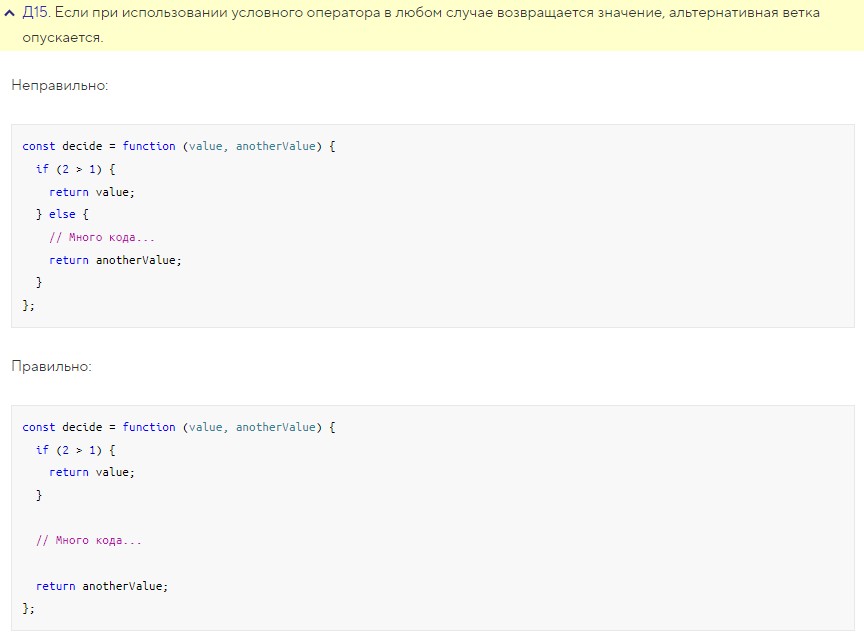 Д15. Если при использовании условного оператора в любом случае возвращается значение, альтернативная ветка
опускается.
Неправильно:
const decide = function (value, anotherValue) {
  if (2 > 1) {
    return value;
  } else {
    // Много кода...
    return anotherValue;
  }
};
Правильно:
const decide = function (value, anotherValue) {
  if (2 > 1) {
    return value;
  }
  // Много кода...
  return anotherValue;
};